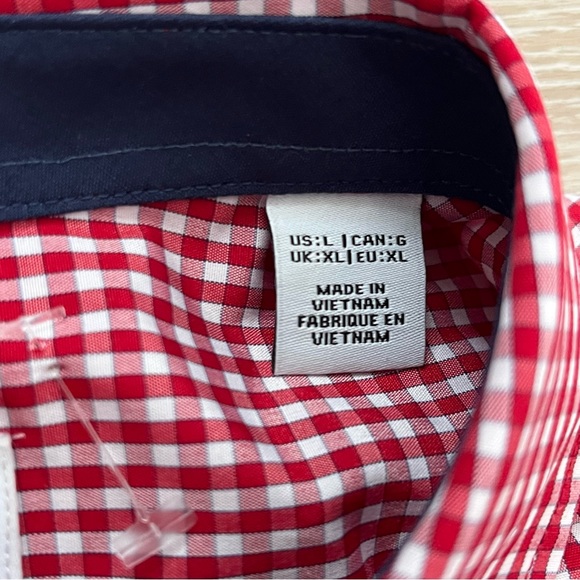 US:L | CAN:G
UK:XL | EU:XL
MADE IN
VIETNAM
FABRIQUE EN
VIETNAM